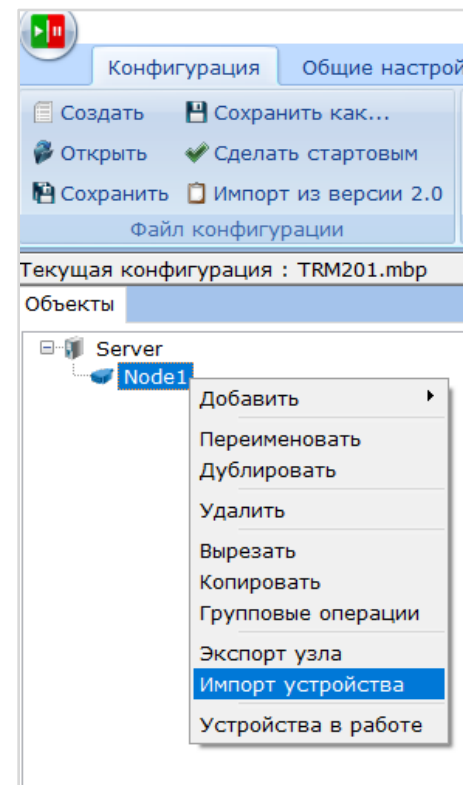 Конфигурация Общие настрой
Создать Сохранить как...
Открыть Сделать стартовым
Сохранить Импорт из версии 2.0
Файл конфигурации
Текущая конфигурация : TRM201.mbp
Объекты
Server
Node1
Добавить
Переименовать
Дублировать
Удалить
Вырезать
Копировать
Групповые операции
Экспорт узла
Импорт устройства
Устройства в работе